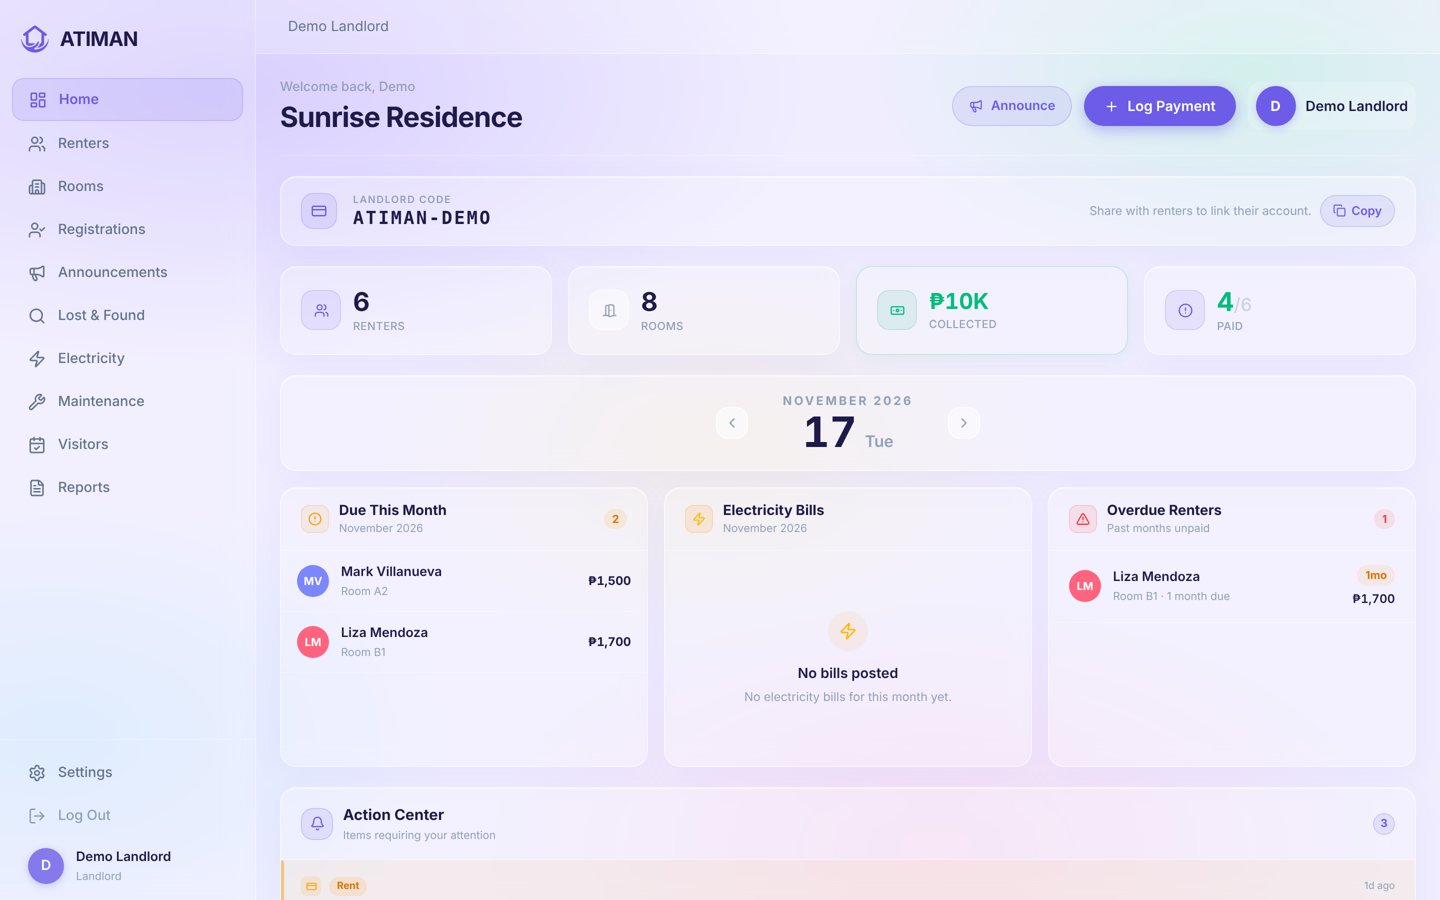 ATIMAN
Home
Renters
Rooms
Registrations
Announcements
Lost & Found
Electricity
Maintenance
Visitors
Reports
Settings
Log Out
D
Demo Landlord
Landlord
Demo Landlord
Welcome back, Demo
Sunrise Residence
Announce
Log Payment
D
Demo Landlord
LANDLORD CODE
ATIMAN-DEMO
Share with renters to link their account.
Copy
6
RENTERS
8
ROOMS
₱10K
COLLECTED
4/6
PAID
NOVEMBER 2026
17 Tue
Due This Month
November 2026
2
MV
Mark Villanueva
Room A2
₱1,500
LM
Liza Mendoza
Room B1
₱1,700
Electricity Bills
November 2026
No bills posted
No electricity bills for this month yet.
Overdue Renters
Past months unpaid
1
LM
Liza Mendoza
Room B1 · 1 month due
1mo
₱1,700
Action Center
Items requiring your attention
3
Rent
1d ago